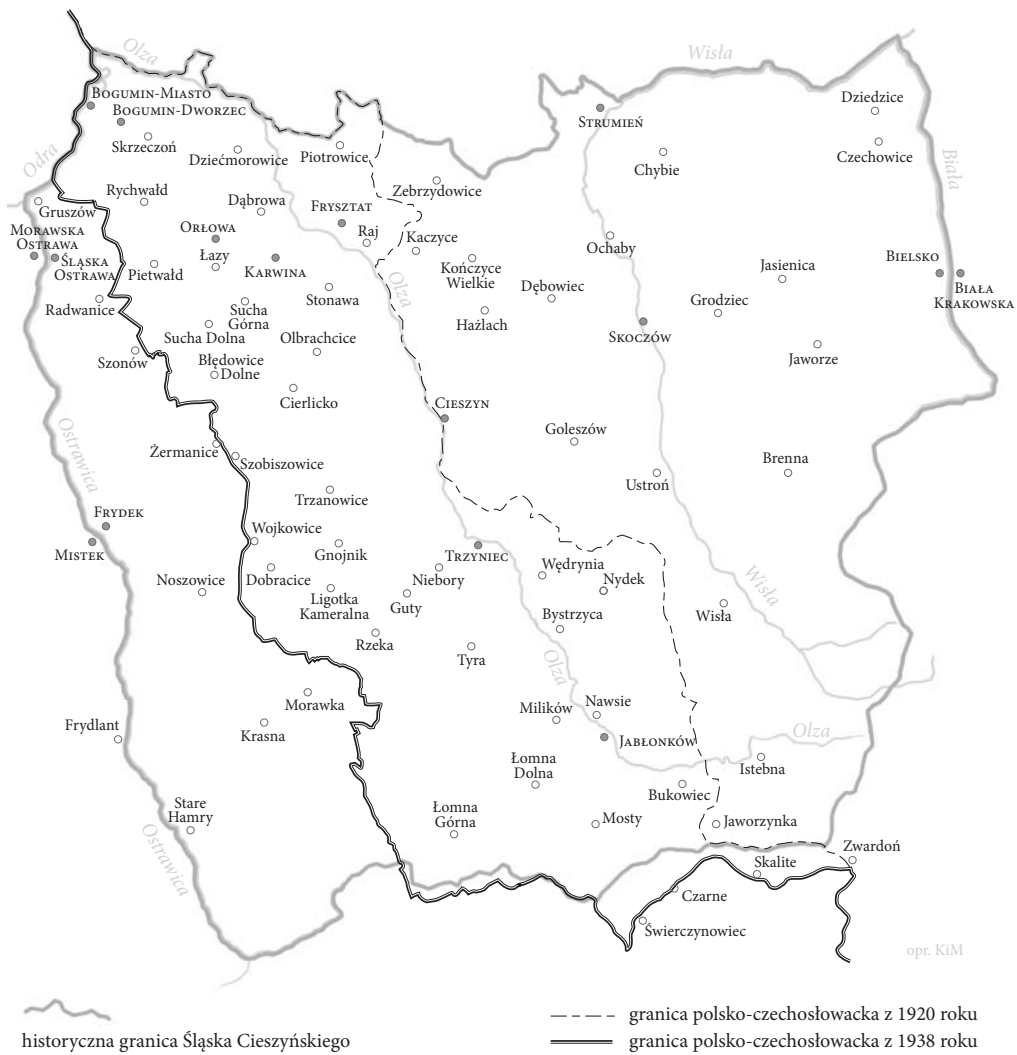 Olza
Wisła
BOGUMIN-MIASTO
BOGUMIN-DWORZEC
Dziedzice
STRUMIEŃ
Skrzeczoń
Czechowice
Dziećmorowice
Piotrowice
Chybie
Odra
Biała
Zebrzydowice
Rychwałd
Gruszów
Dąbrowa
FRYSZTAT
MORAWSKA
OSTRAWA
ORŁOWA
Raj
Kaczyce
Ochaby
ŚLĄSKA
OSTRAWA
Łazy
KARWINA
Kończyce
Wielkie
Jasienica
BIELSKO
BIAŁA
KRAKOWSKA
Pietwałd
Olza
Dębowiec
Stonawa
Grodziec
Radwanice
Sucha
Górna
Hażlach
Sucha Dolna
Olbrachcice
SKOCZÓW
Szonów
Błędowice
Dolne
Jaworze
Cierlicko
CIESZYN
Ostrawica
Goleszów
Żermanice
Szobiszowice
Brenna
Ustroń
Trzanowice
FRYDEK
Wojkowice
MISTEK
Gnojnik
TRZYNIEC
Wędrynia
Noszowice
Dobracice
Niebory
Nydek
Wisła
Ligotka
Kameralna
Guty
Bystrzyca
Wisła
Rzeka
Tyra
Olza
Morawka
Milików
Nawsie
Frydlant
Krasna
JABŁONKÓW
Olza
Łomna
Dolna
Istebna
Bukowiec
Stare
Hamry
Łomna
Górna
Mosty
Jaworzynka
Zwardoń
Skalite
Ostrawica
Czarne
Świerczynowiec
opr. KiM
granica polsko-czechosłowacka z 1920 roku
historyczna granica Śląska Cieszyńskiego
granica polsko-czechosłowacka z 1938 roku